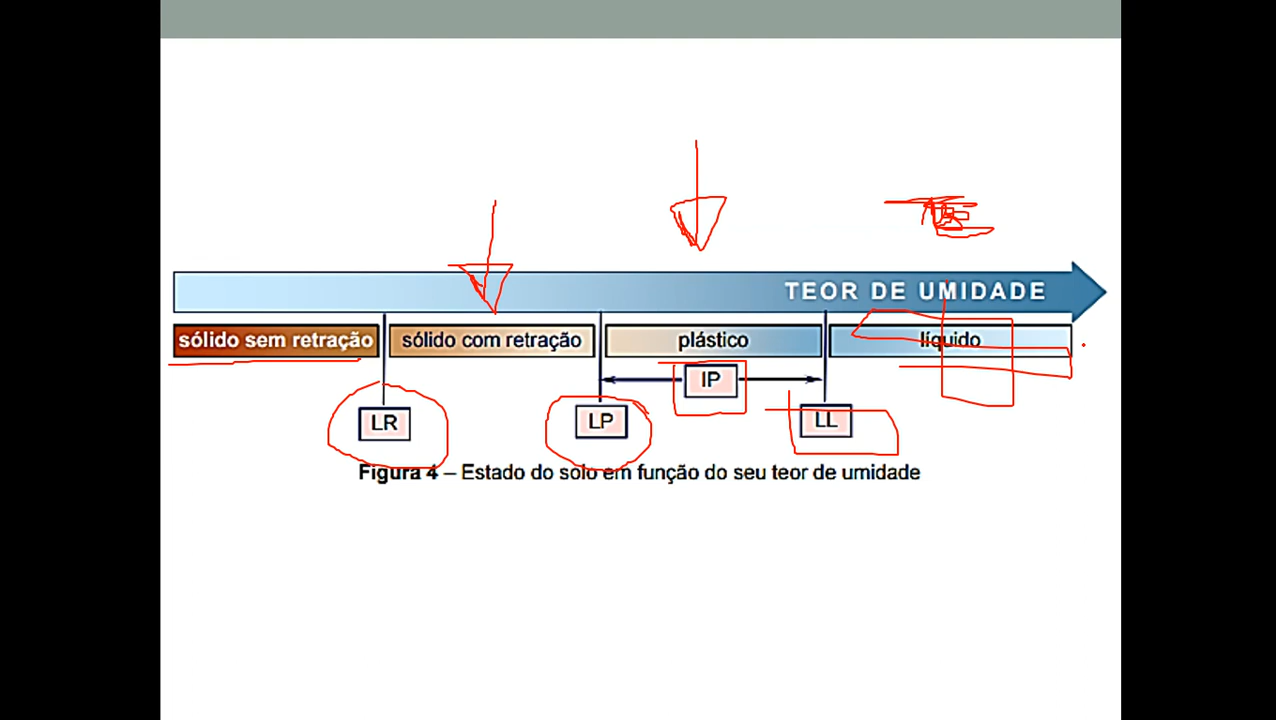 TEOR DE UMIDADE
sólido sem retração sólido com retração plástico líquido
IP
LR LP LL
Figura 4 – Estado do solo em função do seu teor de umidade